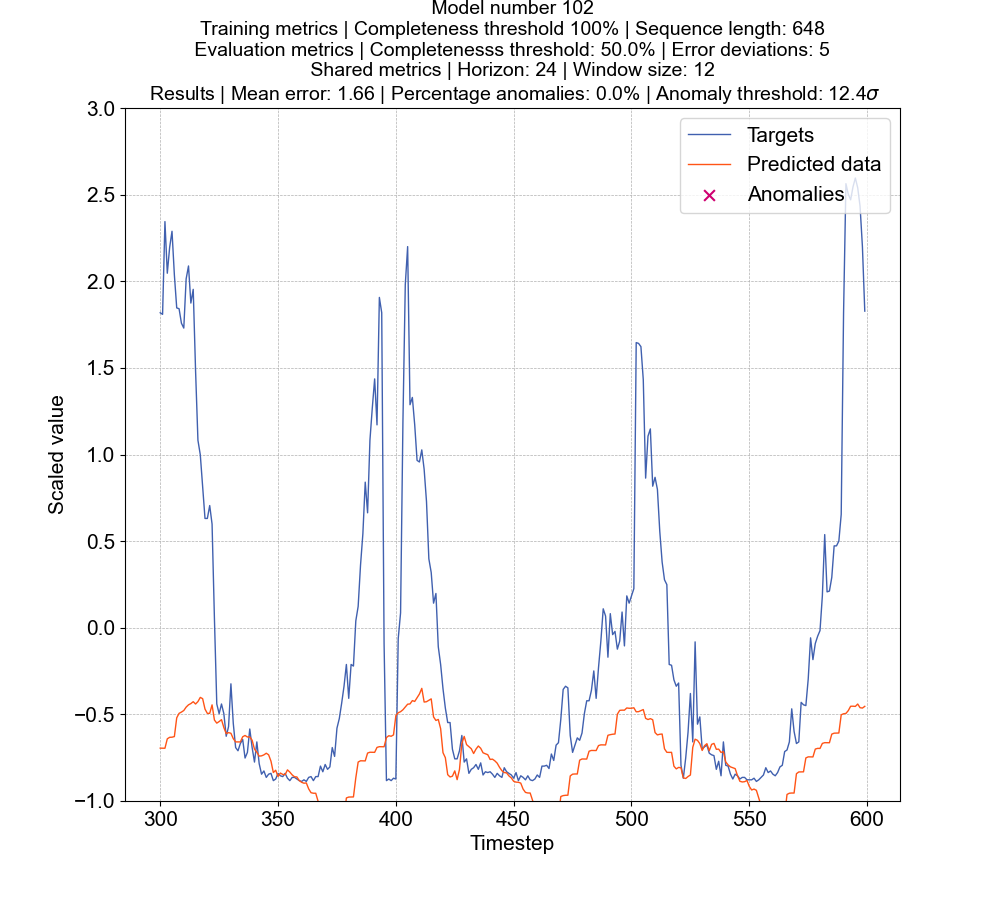 Model number 102
Training metrics | Completeness threshold 100% | Sequence length: 648
Evaluation metrics | Completenesss threshold: 50.0% | Error deviations: 5
Shared metrics | Horizon: 24 | Window size: 12
Results | Mean error: 1.66 | Percentage anomalies: 0.0% | Anomaly threshold: 12.4σ
Targets
Predicted data
Anomalies
Scaled value
3.0
2.5
2.0
1.5
1.0
0.5
0.0
−0.5
−1.0
300 350 400 450 500 550 600
Timestep